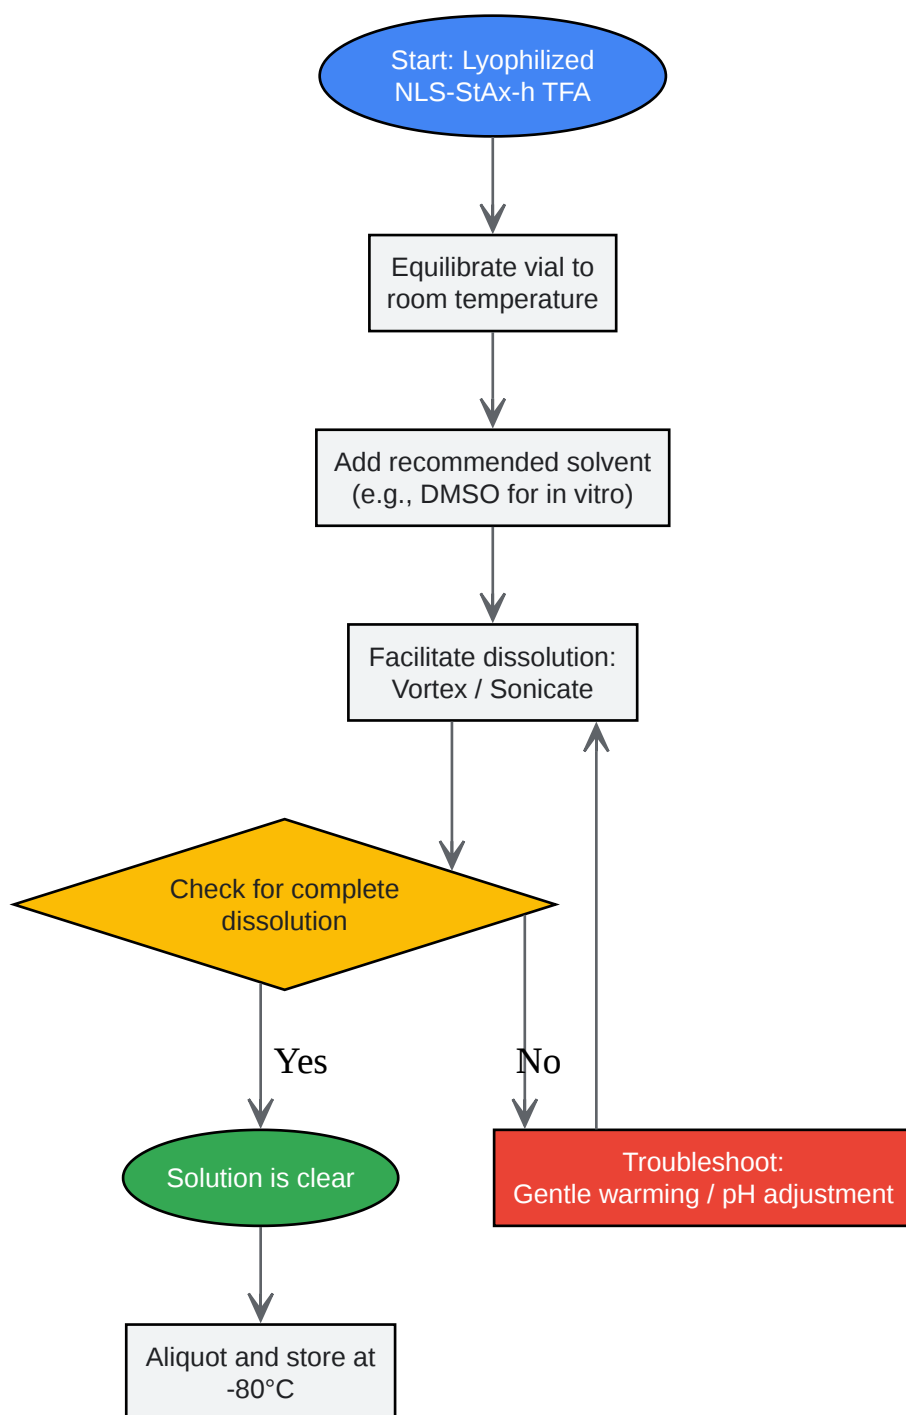 Start: Lyophilized
NLS-StAx-h TFA
Equilibrate vial to
room temperature
Add recommended solvent
(e.g., DMSO for in vitro)
Facilitate dissolution:
Vortex / Sonicate
Check for complete
dissolution
Yes
No
Solution is clear
Troubleshoot:
Gentle warming / pH adjustment
Aliquot and store at
-80°C